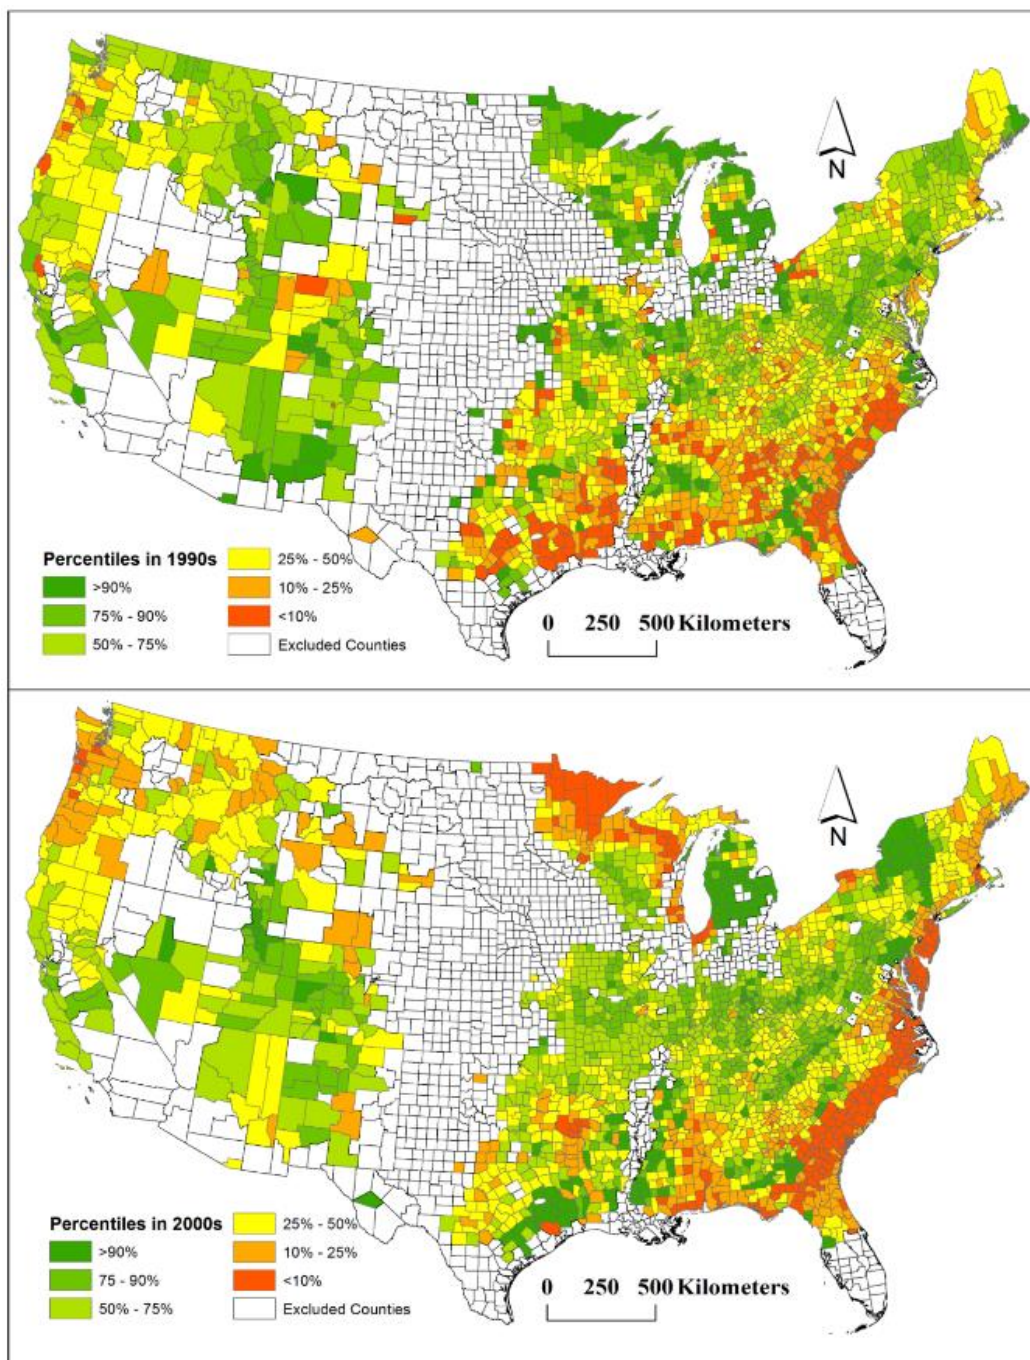 N
Percentiles in 1990s
>90%
75% - 90%
50% - 75%
25% - 50%
10% - 25%
<10%
Excluded Counties
0 250 500 Kilometers
N
Percentiles in 2000s
>90%
75 - 90%
50% - 75%
25% - 50%
10% - 25%
<10%
Excluded Counties
0 250 500 Kilometers